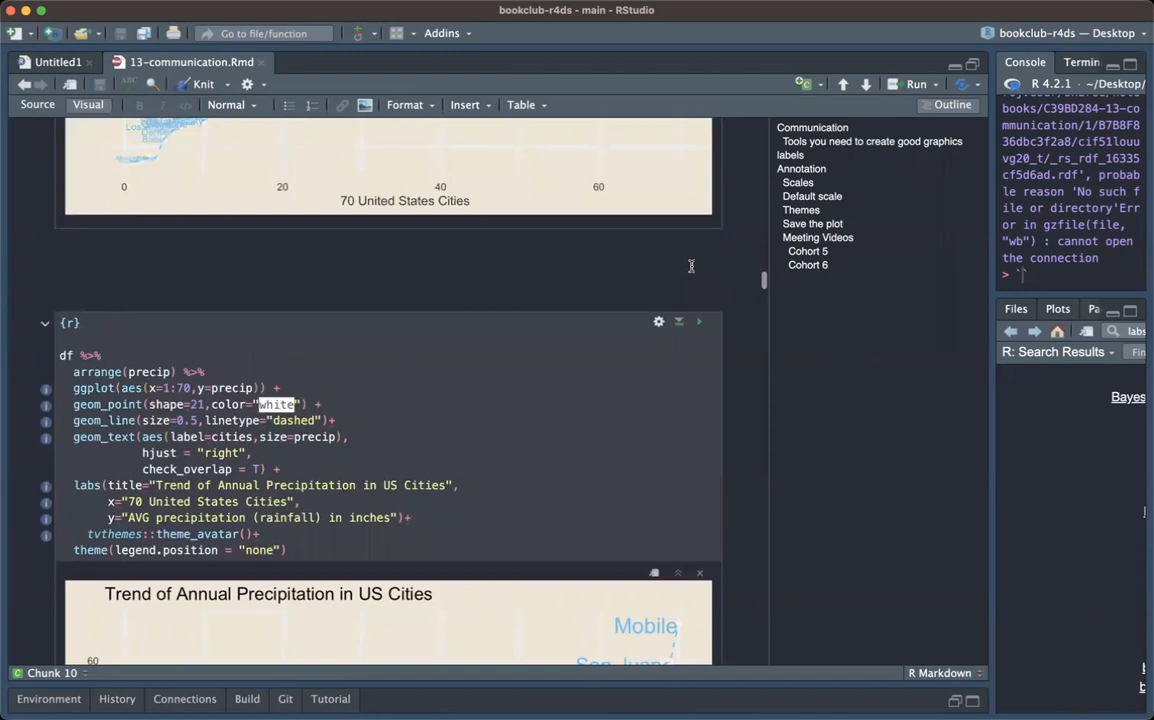 bookclub-r4ds - main - RStudio
Go to file/function
Addins
bookclub-r4ds — Desktop
Untitled1
13-communication.Rmd
Knit
Run
Source
Visual
B
I
</>
Normal
Format
Insert
Table
Outline
Los
0
20
40
60
70 United States Cities
{r}
df %>%
arrange(precip) %>%
ggplot(aes(x=1:70,y=precip)) +
geom_point(shape=21,color="white") +
geom_line(size=0.5,linetype="dashed")+
geom_text(aes(label=cities,size=precip),
hjust = "right",
check_overlap = T) +
labs(title="Trend of Annual Precipitation in US Cities",
x="70 United States Cities",
y="AVG precipitation (rainfall) in inches")+
tvthemes::theme_avatar()+
theme(legend.position = "none")
Trend of Annual Precipitation in US Cities
Mobile
60
San Juan
Chunk 10
R Markdown
Communication
Tools you need to create good graphics
labels
Annotation
Scales
Default scale
Themes
Save the plot
Meeting Videos
Cohort 5
Cohort 6
Console
Termin
R 4.2.1 · ~/Desktop/
books/C39BD284-13-co
mmunication/1/B7B8F8
36dbc3f2a8/cif51louu
vg20_t/_rs_rdf_16335
cf5d6ad.rdf', probab
le reason 'No such f
ile or directory'Err
or in gzfile(file,
"wb") : cannot open
the connection
> ``
Files
Plots
Pa
labs
R: Search Results
Fin
Bayes
Environment
History
Connections
Build
Git
Tutorial